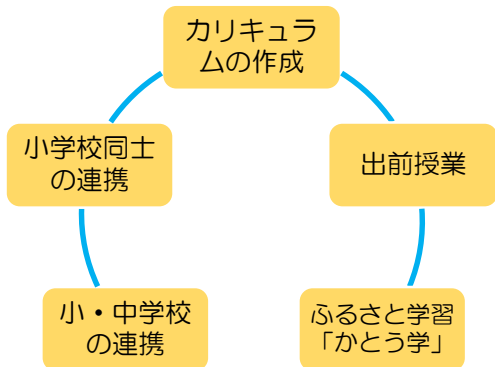 カリキュラ
ムの作成
小学校同士
の連携
出前授業
小・中学校
の連携
ふるさと学習
「かとう学」